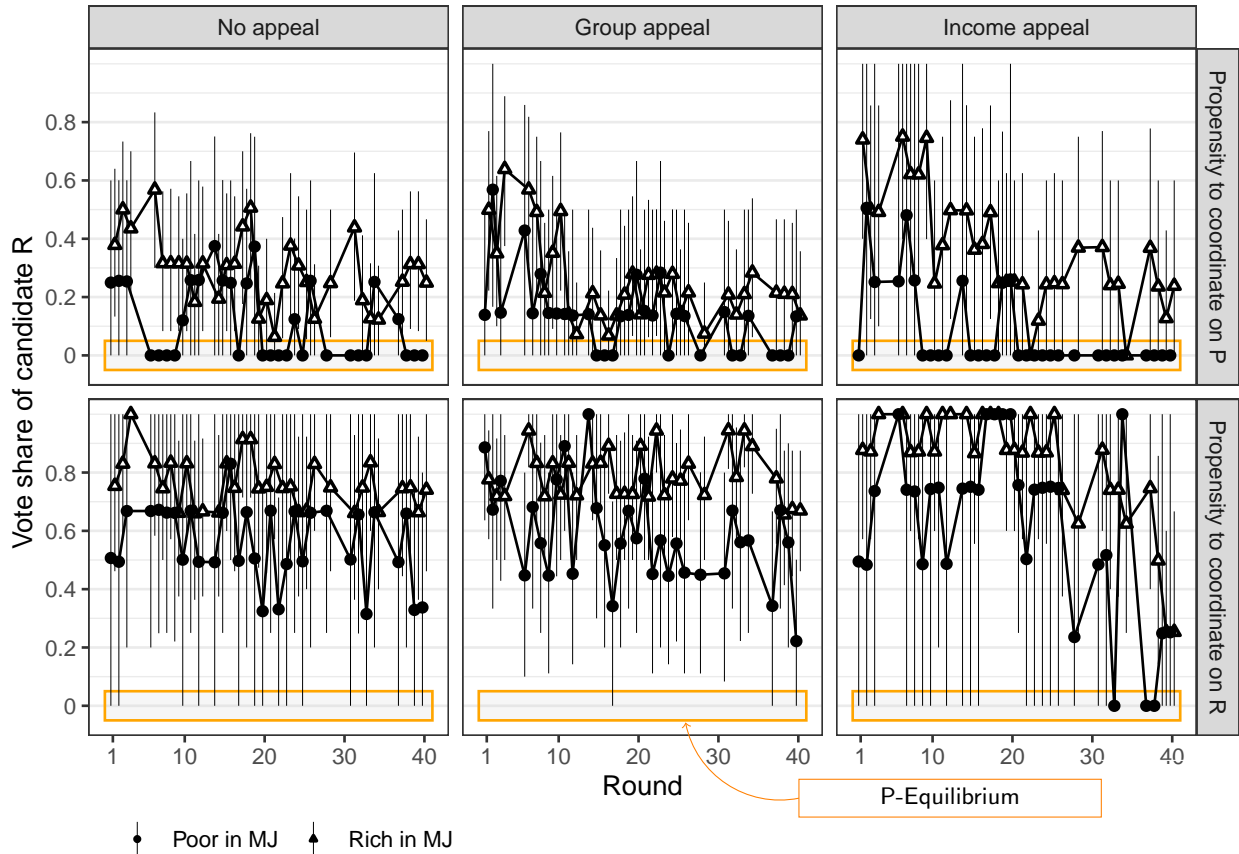 No appeal
Group appeal
Income appeal
Propensity to coordinate on P
Propensity to coordinate on R
Vote share of candidate R
0.8
0.6
0.4
0.2
0
0.8
0.6
0.4
0.2
0
1 10 20 30 40
1 10 20 30 40
1 10 20 30 40
Round
P-Equilibrium
Poor in MJ
Rich in MJ